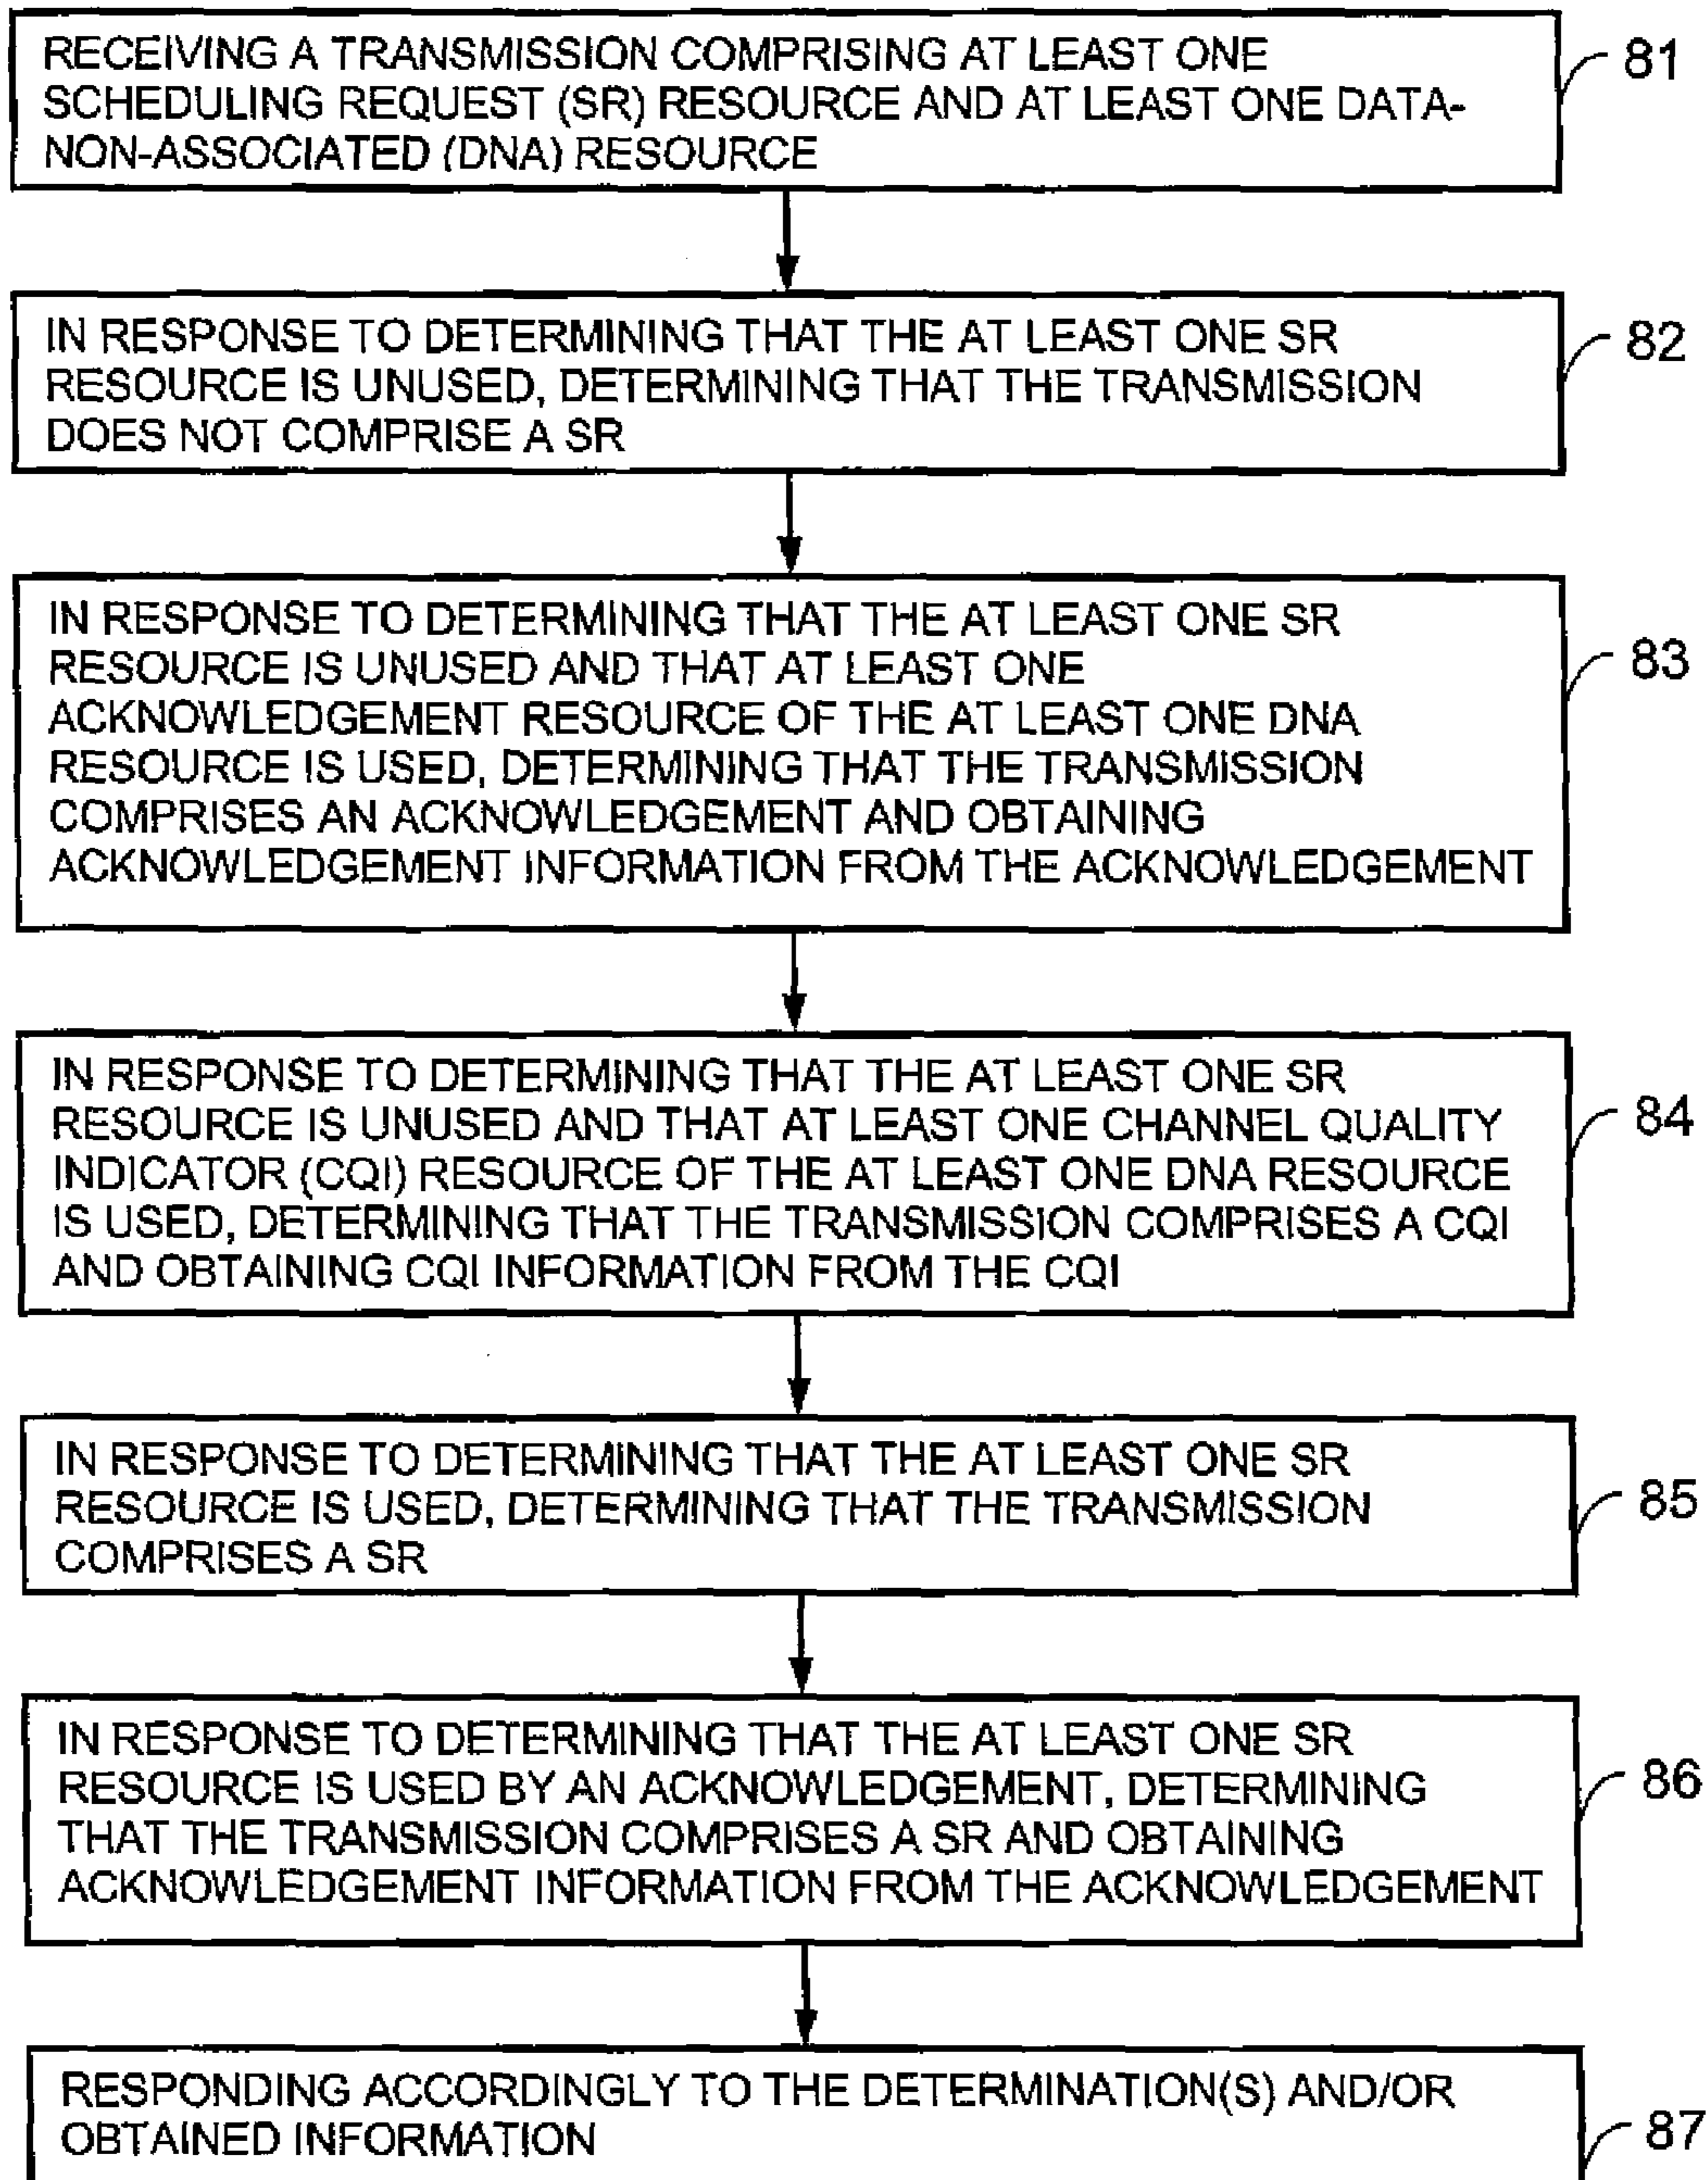 RECEIVING A TRANSMISSION COMPRISING AT LEAST ONE
SCHEDULING REQUEST (SR) RESOURCE AND AT LEAST ONE DATA-
NON-ASSOCIATED (DNA) RESOURCE
81
IN RESPONSE TO DETERMINING THAT THE AT LEAST ONE SR
RESOURCE IS UNUSED, DETERMINING THAT THE TRANSMISSION
DOES NOT COMPRISE A SR
82
IN RESPONSE TO DETERMINING THAT THE AT LEAST ONE SR
RESOURCE IS UNUSED AND THAT AT LEAST ONE
ACKNOWLEDGEMENT RESOURCE OF THE AT LEAST ONE DNA
RESOURCE IS USED, DETERMINING THAT THE TRANSMISSION
COMPRISES AN ACKNOWLEDGEMENT AND OBTAINING
ACKNOWLEDGEMENT INFORMATION FROM THE ACKNOWLEDGEMENT
83
IN RESPONSE TO DETERMINING THAT THE AT LEAST ONE SR
RESOURCE IS UNUSED AND THAT AT LEAST ONE CHANNEL QUALITY
INDICATOR (CQI) RESOURCE OF THE AT LEAST ONE DNA RESOURCE
IS USED, DETERMINING THAT THE TRANSMISSION COMPRISES A CQI
AND OBTAINING CQI INFORMATION FROM THE CQI
84
IN RESPONSE TO DETERMINING THAT THE AT LEAST ONE SR
RESOURCE IS USED, DETERMINING THAT THE TRANSMISSION
COMPRISES A SR
85
IN RESPONSE TO DETERMINING THAT THE AT LEAST ONE SR
RESOURCE IS USED BY AN ACKNOWLEDGEMENT, DETERMINING
THAT THE TRANSMISSION COMPRISES A SR AND OBTAINING
ACKNOWLEDGEMENT INFORMATION FROM THE ACKNOWLEDGEMENT
86
RESPONDING ACCORDINGLY TO THE DETERMINATION(S) AND/OR
OBTAINED INFORMATION
87